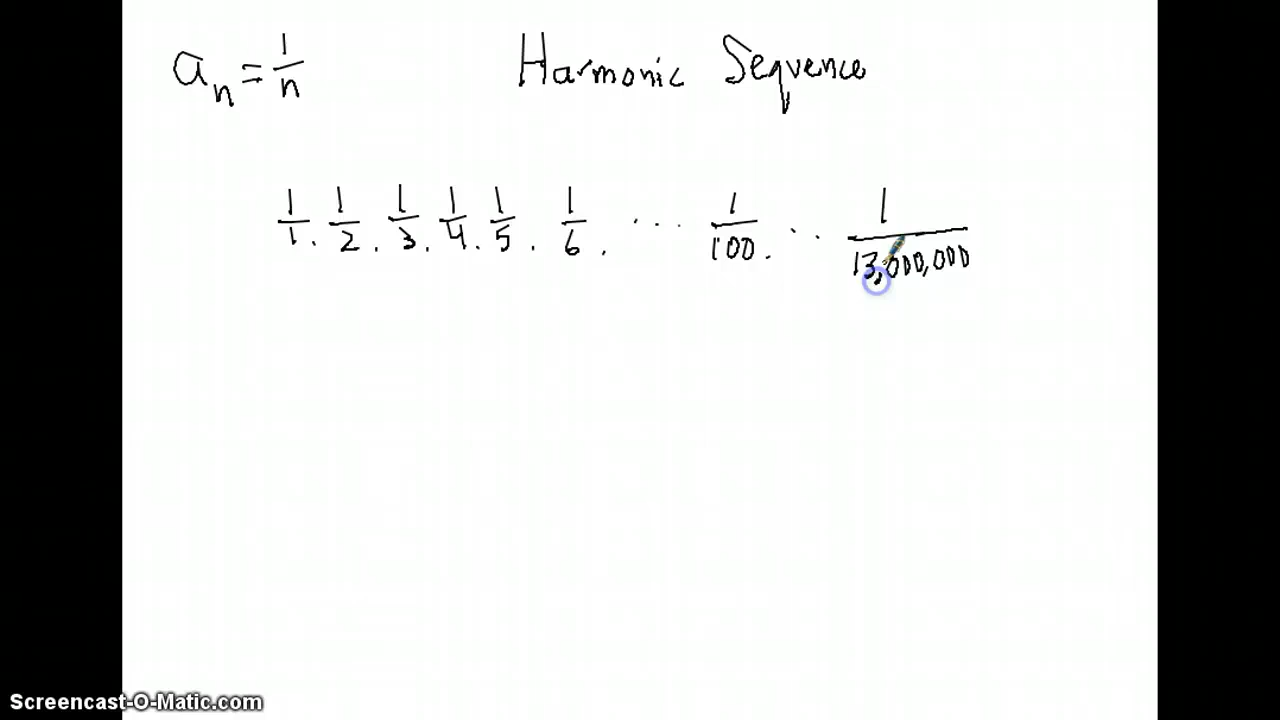 a_n = 1/n Harmonic Sequence
1/1, 1/2, 1/3, 1/4, 1/5, 1/6, ... 1/100, ... 1/13,000,000
Screencast-O-Matic.com